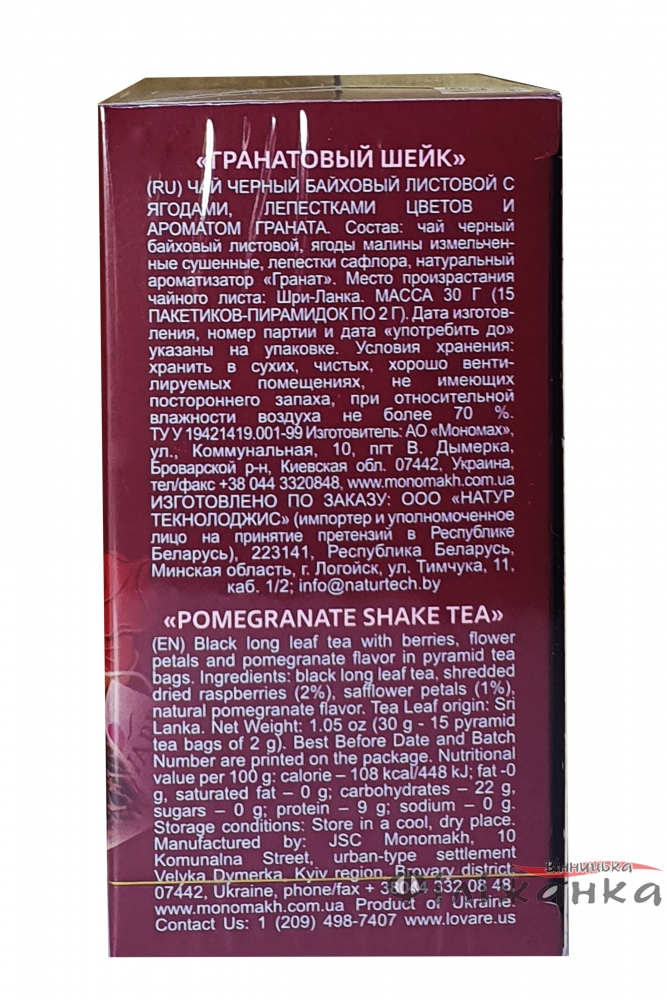 «ГРАНАТОВЫЙ ШЕЙК»
(RU) ЧАЙ ЧЕРНЫЙ БАЙХОВЫЙ ЛИСТОВОЙ С
ЯГОДАМИ, ЛЕПЕСТКАМИ ЦВЕТОВ И
АРОМАТОМ ГРАНАТА. Состав: чай черный
байховый листовой, ягоды малины измельчен-
ные сушенные, лепестки сафлора, натуральный
ароматизатор «Гранат». Место произрастания
чайного листа: Шри-Ланка. МАССА 30 Г (15
ПАКЕТИКОВ-ПИРАМИДОК ПО 2 Г). Дата изготов-
ления, номер партии и дата «употребить до»
указаны на упаковке. Условия хранения:
хранить в сухих, чистых, хорошо венти-
лируемых помещениях, не имеющих
постороннего запаха, при относительной
влажности воздуха не более 70 %.
ТУ У 19421419.001-99 Изготовитель: АО «Мономах»,
ул., Коммунальная, 10, пгт В. Дымерка,
Броварской р-н, Киевская обл. 07442, Украина,
тел/факс +38 044 3320848, www.monomakh.com.ua
ИЗГОТОВЛЕНО ПО ЗАКАЗУ: ООО «НАТУР
ТЕКНОЛОДЖИС» (импортер и уполномоченное
лицо на принятие претензий в Республике
Беларусь), 223141, Республика Беларусь,
Минская область, г. Логойск, ул. Тимчука, 11,
каб. 1/2; info@naturtech.by
«POMEGRANATE SHAKE TEA»
(EN) Black long leaf tea with berries, flower
petals and pomegranate flavor in pyramid tea
bags. Ingredients: black long leaf tea, shredded
dried raspberries (2%), safflower petals (1%),
natural pomegranate flavor. Tea Leaf origin: Sri
Lanka. Net Weight: 1.05 oz (30 g - 15 pyramid
tea bags of 2 g). Best Before Date and Batch
Number are printed on the package. Nutritional
value per 100 g: calorie – 108 kcal/448 kJ; fat -0
g, saturated fat – 0 g; carbohydrates – 22 g,
sugars – 0 g; protein – 9 g; sodium – 0 g.
Storage conditions: Store in a cool, dry place.
Manufactured by: JSC Monomakh, 10
Komunalna Street, urban-type settlement
Velyka Dymerka, Kyiv region, Brovary district,
07442, Ukraine, phone/fax + 38 044 332 08 48,
www.monomakh.com.ua Product of Ukraine.
Contact Us: 1 (209) 498-7407 www.lovare.us
Вінницька